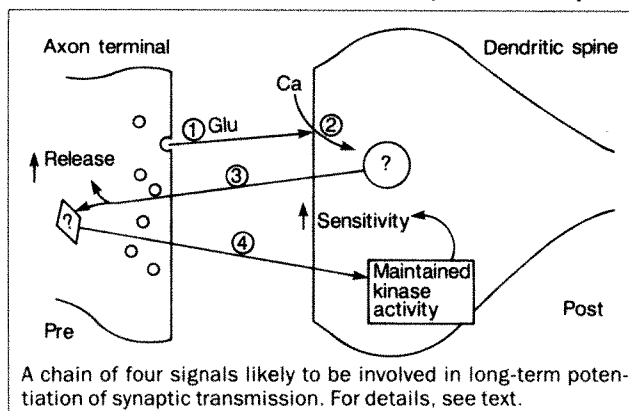 Axon terminal
Dendritic spine
Ca
① Glu
②
?
Release
③
?
Sensitivity
④
Maintained
kinase
activity
Pre
Post
A chain of four signals likely to be involved in long-term poten-
tiation of synaptic transmission. For details, see text.